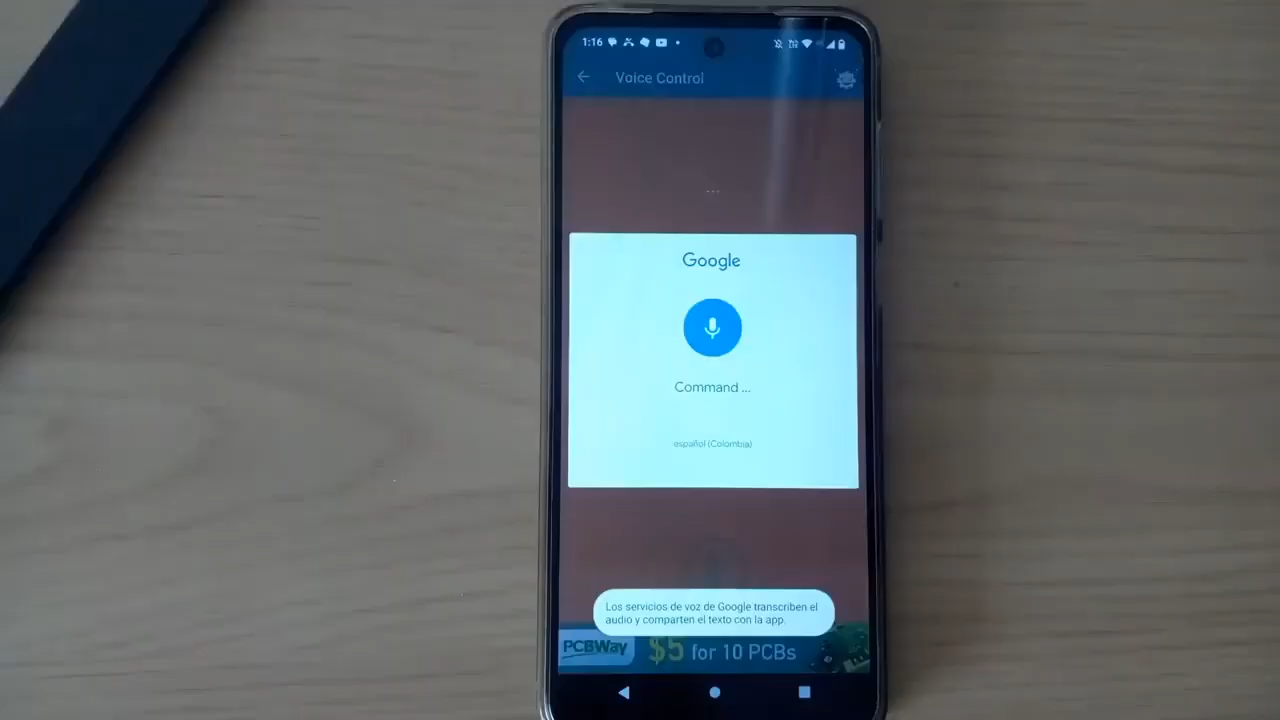 1:16
Voice Control
...
Google
Command ...
español (Colombia)
Los servicios de voz de Google transcriben el
audio y comparten el texto con la app.
PCBWay $5 for 10 PCBs